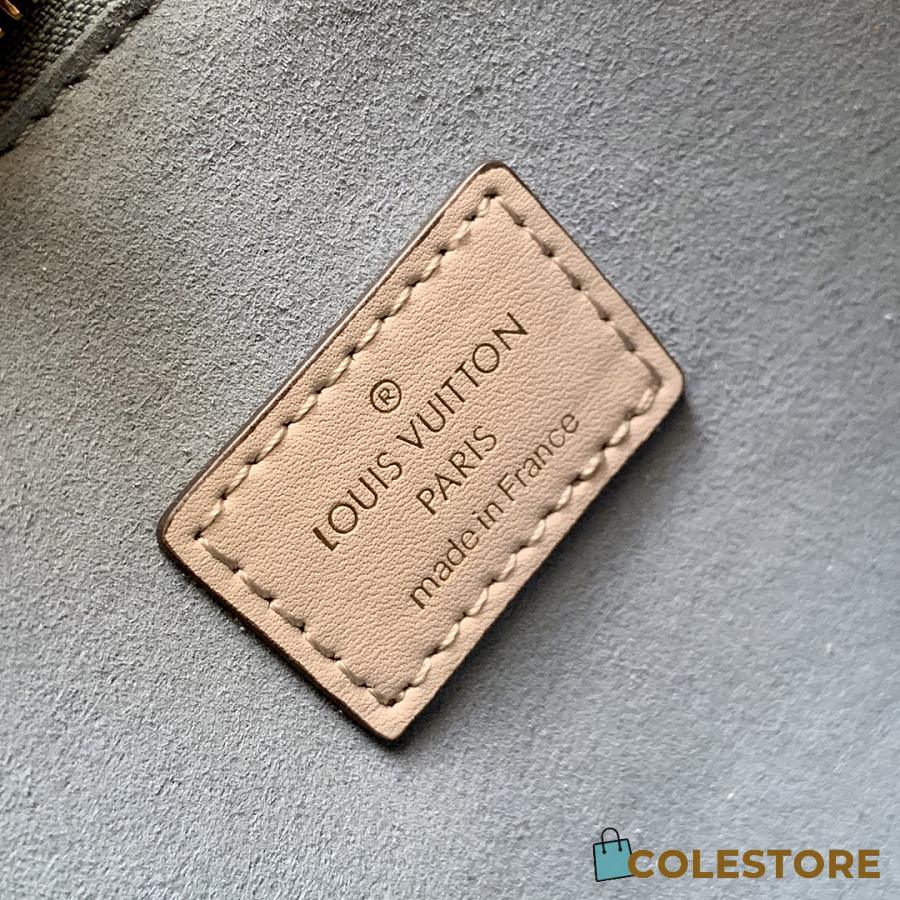 ®
LOUIS VUITTON
PARIS
made in France
COLESTORE